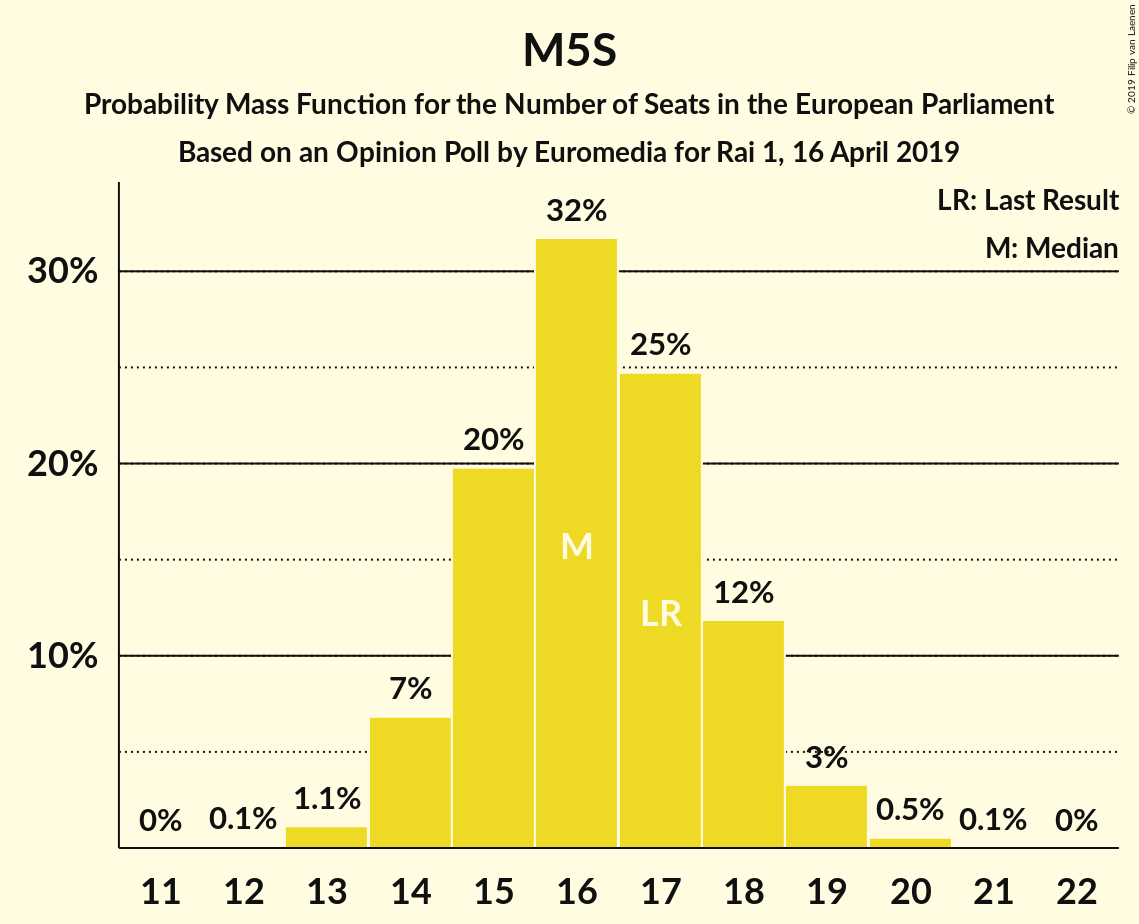 M5S
Probability Mass Function for the Number of Seats in the European Parliament
Based on an Opinion Poll by Euromedia for Rai 1, 16 April 2019
© 2019 Filip van Laenen
LR: Last Result
M: Median
30%
20%
10%
0%
0.1%
1.1%
7%
20%
32%
25%
12%
3%
0.5%
0.1%
0%
M
LR
11 12 13 14 15 16 17 18 19 20 21 22